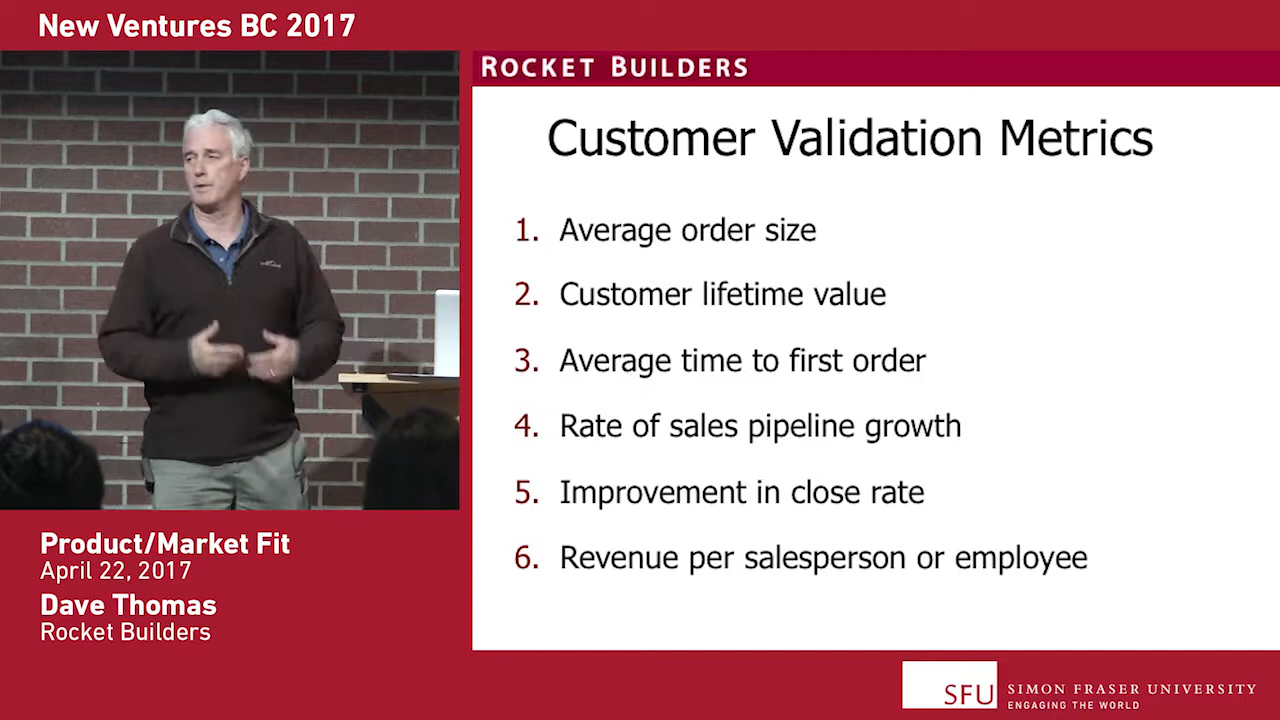 New Ventures BC 2017
ROCKET BUILDERS
Customer Validation Metrics
1. Average order size
2. Customer lifetime value
3. Average time to first order
4. Rate of sales pipeline growth
5. Improvement in close rate
6. Revenue per salesperson or employee
Product/Market Fit
April 22, 2017
Dave Thomas
Rocket Builders
SFU
SIMON FRASER UNIVERSITY
ENGAGING THE WORLD